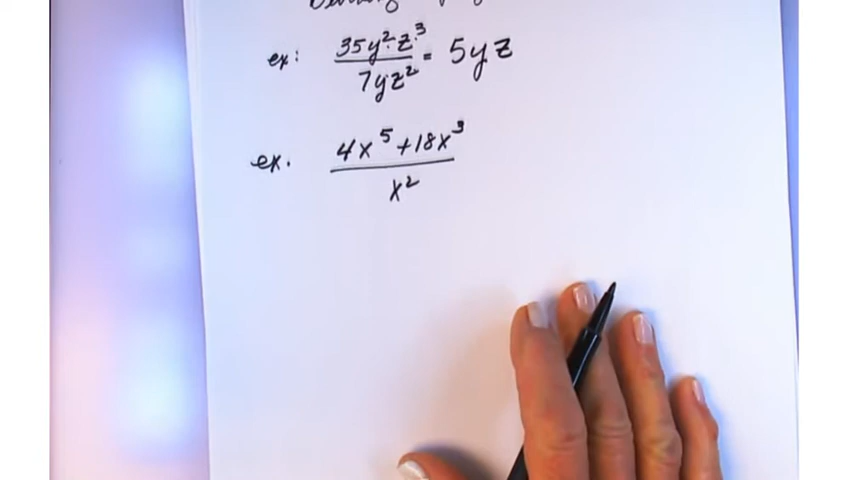 ex: 35y²z³ / 7yz² = 5yz
ex. 4x⁵+18x³ / x²